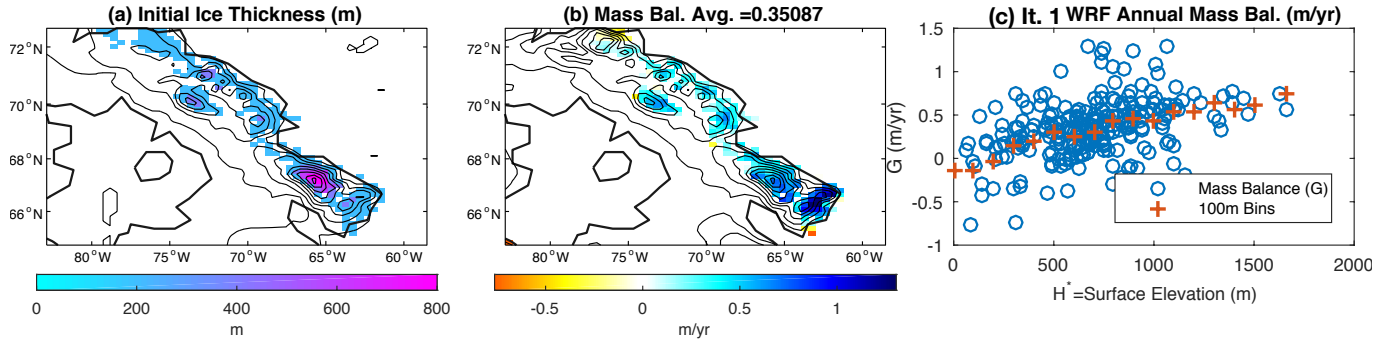 (a) Initial Ice Thickness (m)
72°N
70°N
68°N
66°N
80°W
75°W
70°W
65°W
60°W
0
200
400
600
800
m
(b) Mass Bal. Avg. =0.35087
72°N
70°N
68°N
66°N
80°W
75°W
70°W
65°W
60°W
-0.5
0
0.5
1
m/yr
(c) It. 1 WRF Annual Mass Bal. (m/yr)
G (m/yr)
1.5
1
0.5
0
-0.5
-1
Mass Balance (G)
100m Bins
0
500
1000
1500
2000
H*=Surface Elevation (m)